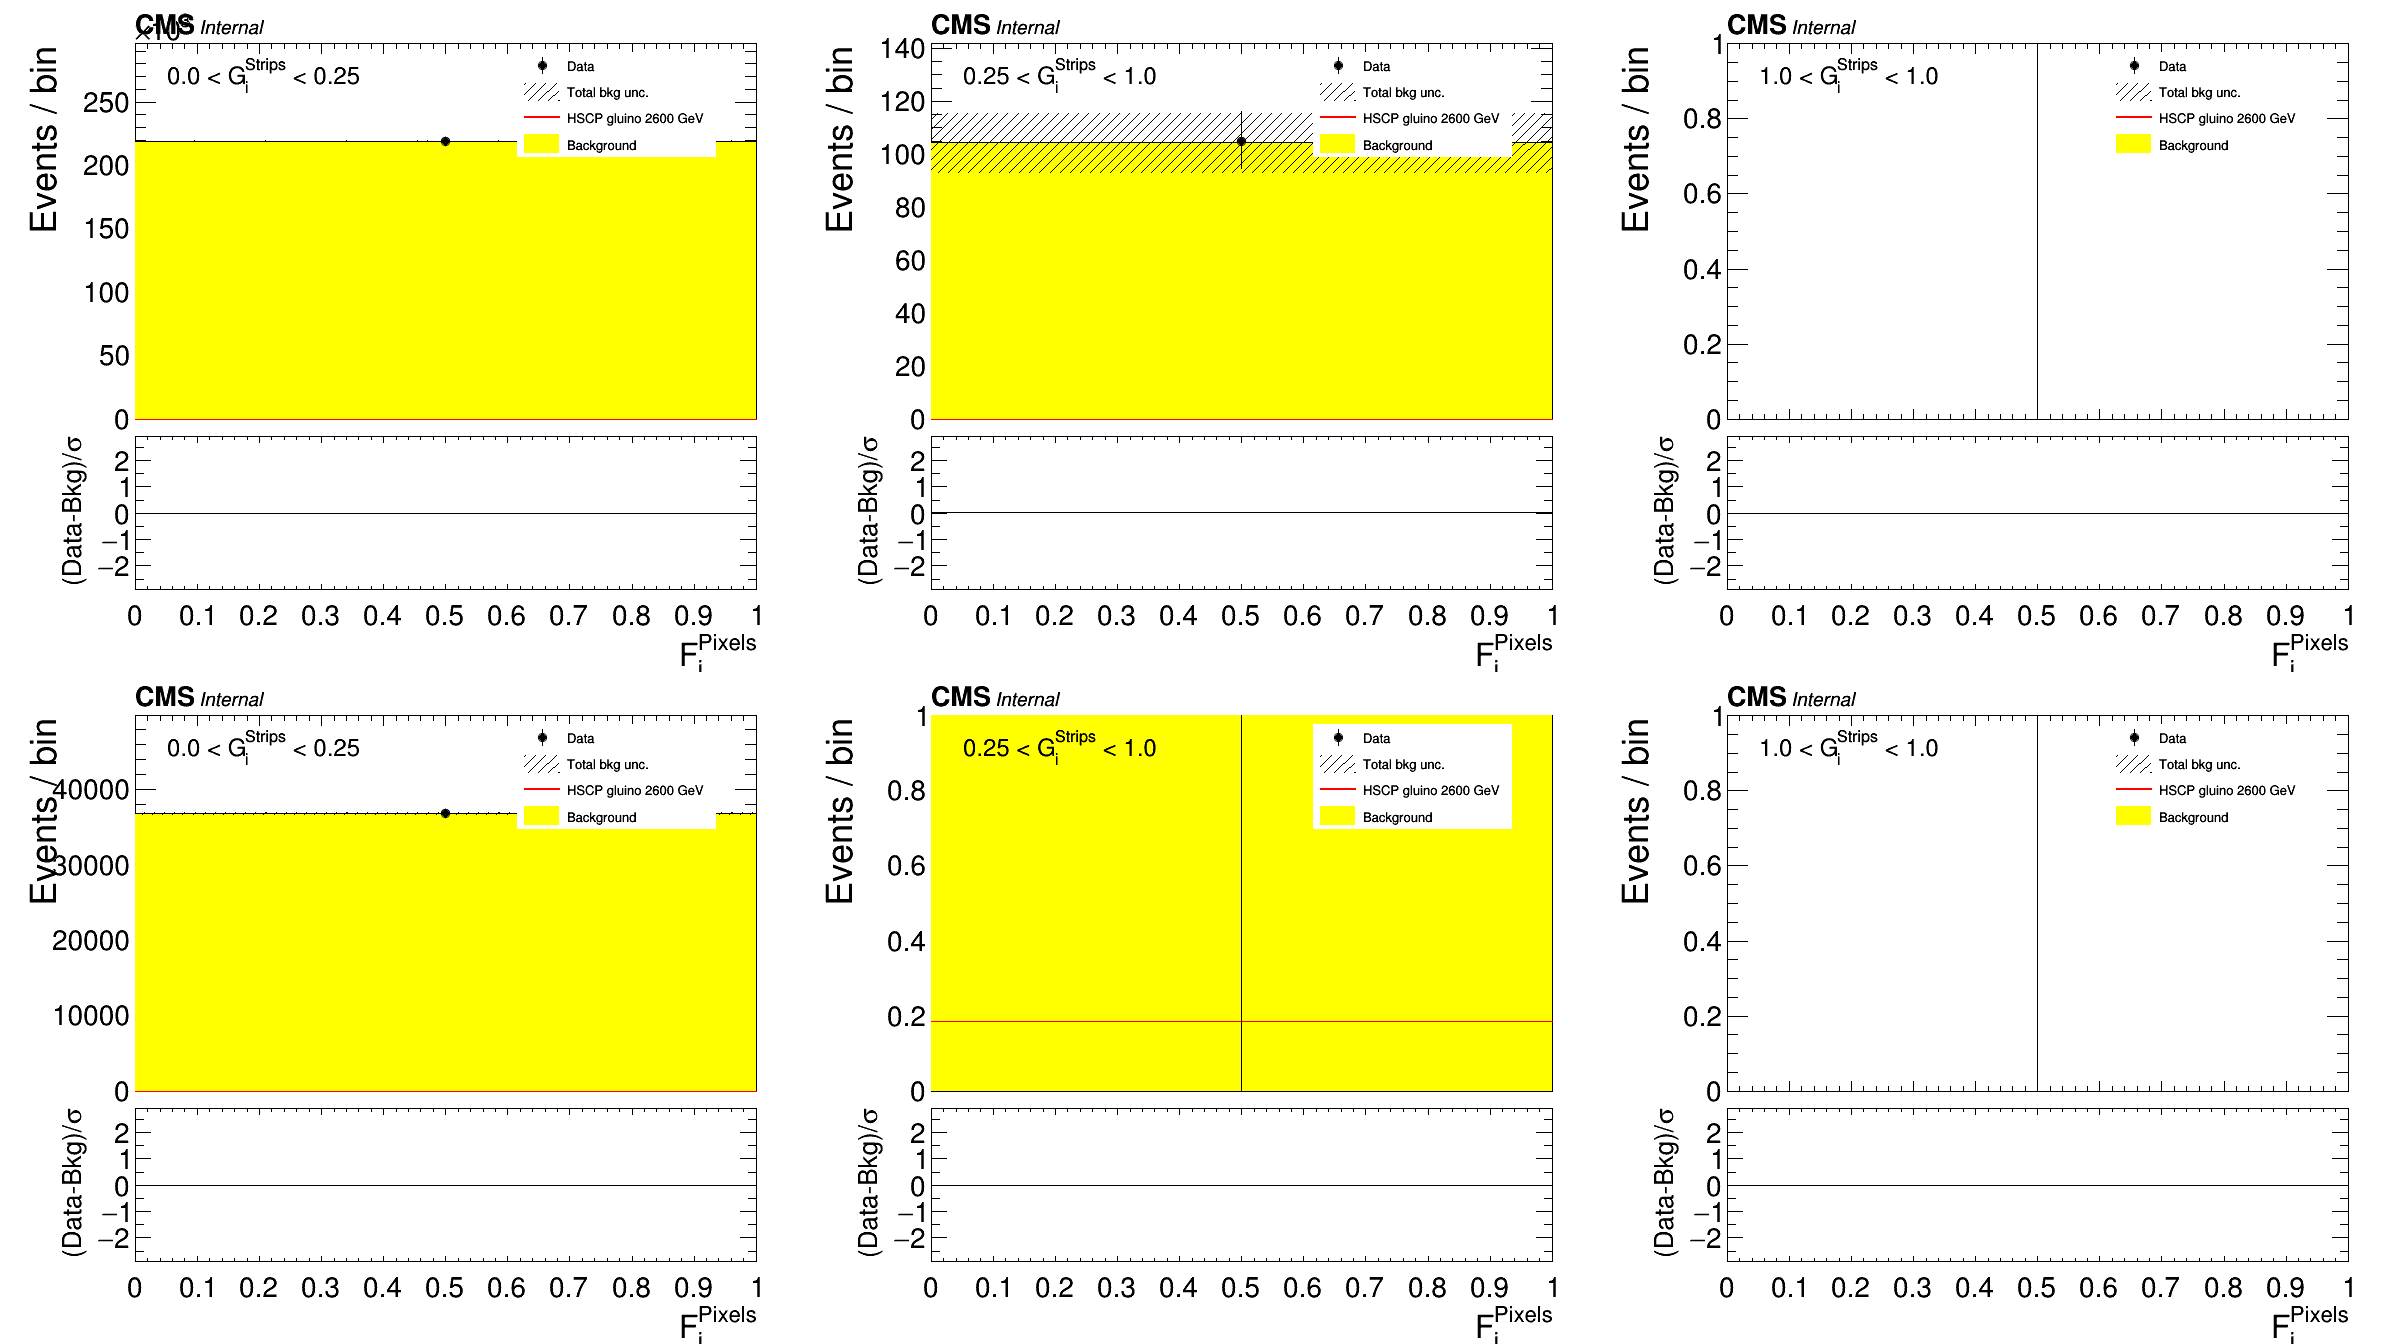 CMS Internal
×10³
Events / bin
0.0 < G_i^Strips < 0.25
Data
Total bkg unc.
HSCP gluino 2600 GeV
Background
250
200
150
100
50
0
(Data-Bkg)/σ
2
1
0
−1
−2
0 0.1 0.2 0.3 0.4 0.5 0.6 0.7 0.8 0.9 1
F_i^Pixels
CMS Internal
Events / bin
0.25 < G_i^Strips < 1.0
Data
Total bkg unc.
HSCP gluino 2600 GeV
Background
140
120
100
80
60
40
20
0
(Data-Bkg)/σ
2
1
0
−1
−2
0 0.1 0.2 0.3 0.4 0.5 0.6 0.7 0.8 0.9 1
F_i^Pixels
CMS Internal
Events / bin
1.0 < G_i^Strips < 1.0
Data
Total bkg unc.
HSCP gluino 2600 GeV
Background
1
0.8
0.6
0.4
0.2
0
(Data-Bkg)/σ
2
1
0
−1
−2
0 0.1 0.2 0.3 0.4 0.5 0.6 0.7 0.8 0.9 1
F_i^Pixels
CMS Internal
Events / bin
0.0 < G_i^Strips < 0.25
Data
Total bkg unc.
HSCP gluino 2600 GeV
Background
40000
30000
20000
10000
0
(Data-Bkg)/σ
2
1
0
−1
−2
0 0.1 0.2 0.3 0.4 0.5 0.6 0.7 0.8 0.9 1
F_i^Pixels
CMS Internal
Events / bin
0.25 < G_i^Strips < 1.0
Data
Total bkg unc.
HSCP gluino 2600 GeV
Background
1
0.8
0.6
0.4
0.2
0
(Data-Bkg)/σ
2
1
0
−1
−2
0 0.1 0.2 0.3 0.4 0.5 0.6 0.7 0.8 0.9 1
F_i^Pixels
CMS Internal
Events / bin
1.0 < G_i^Strips < 1.0
Data
Total bkg unc.
HSCP gluino 2600 GeV
Background
1
0.8
0.6
0.4
0.2
0
(Data-Bkg)/σ
2
1
0
−1
−2
0 0.1 0.2 0.3 0.4 0.5 0.6 0.7 0.8 0.9 1
F_i^Pixels